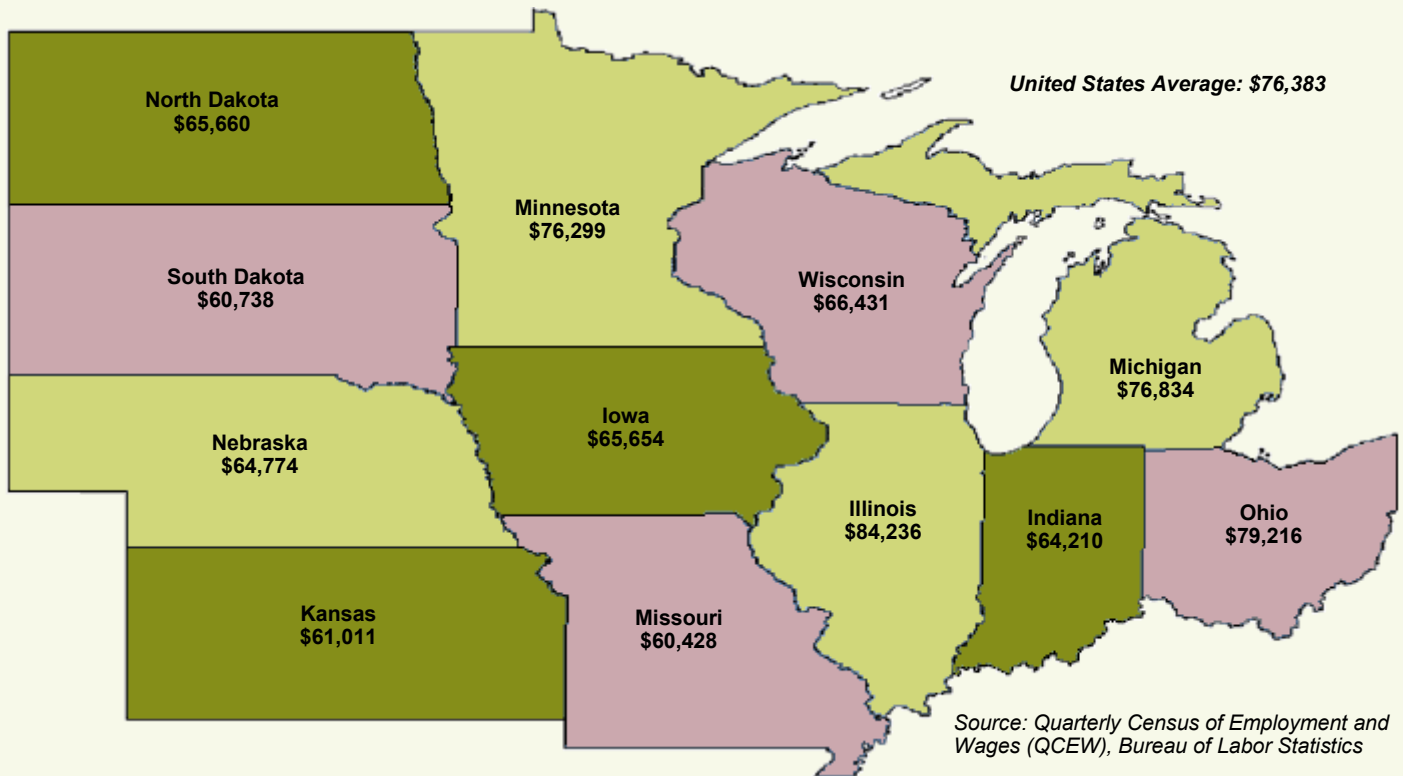 United States Average: $76,383
North Dakota
$65,660
Minnesota
$76,299
South Dakota
$60,738
Wisconsin
$66,431
Michigan
$76,834
Nebraska
$64,774
Iowa
$65,654
Illinois
$84,236
Indiana
$64,210
Ohio
$79,216
Kansas
$61,011
Missouri
$60,428
Source: Quarterly Census of Employment and
Wages (QCEW), Bureau of Labor Statistics